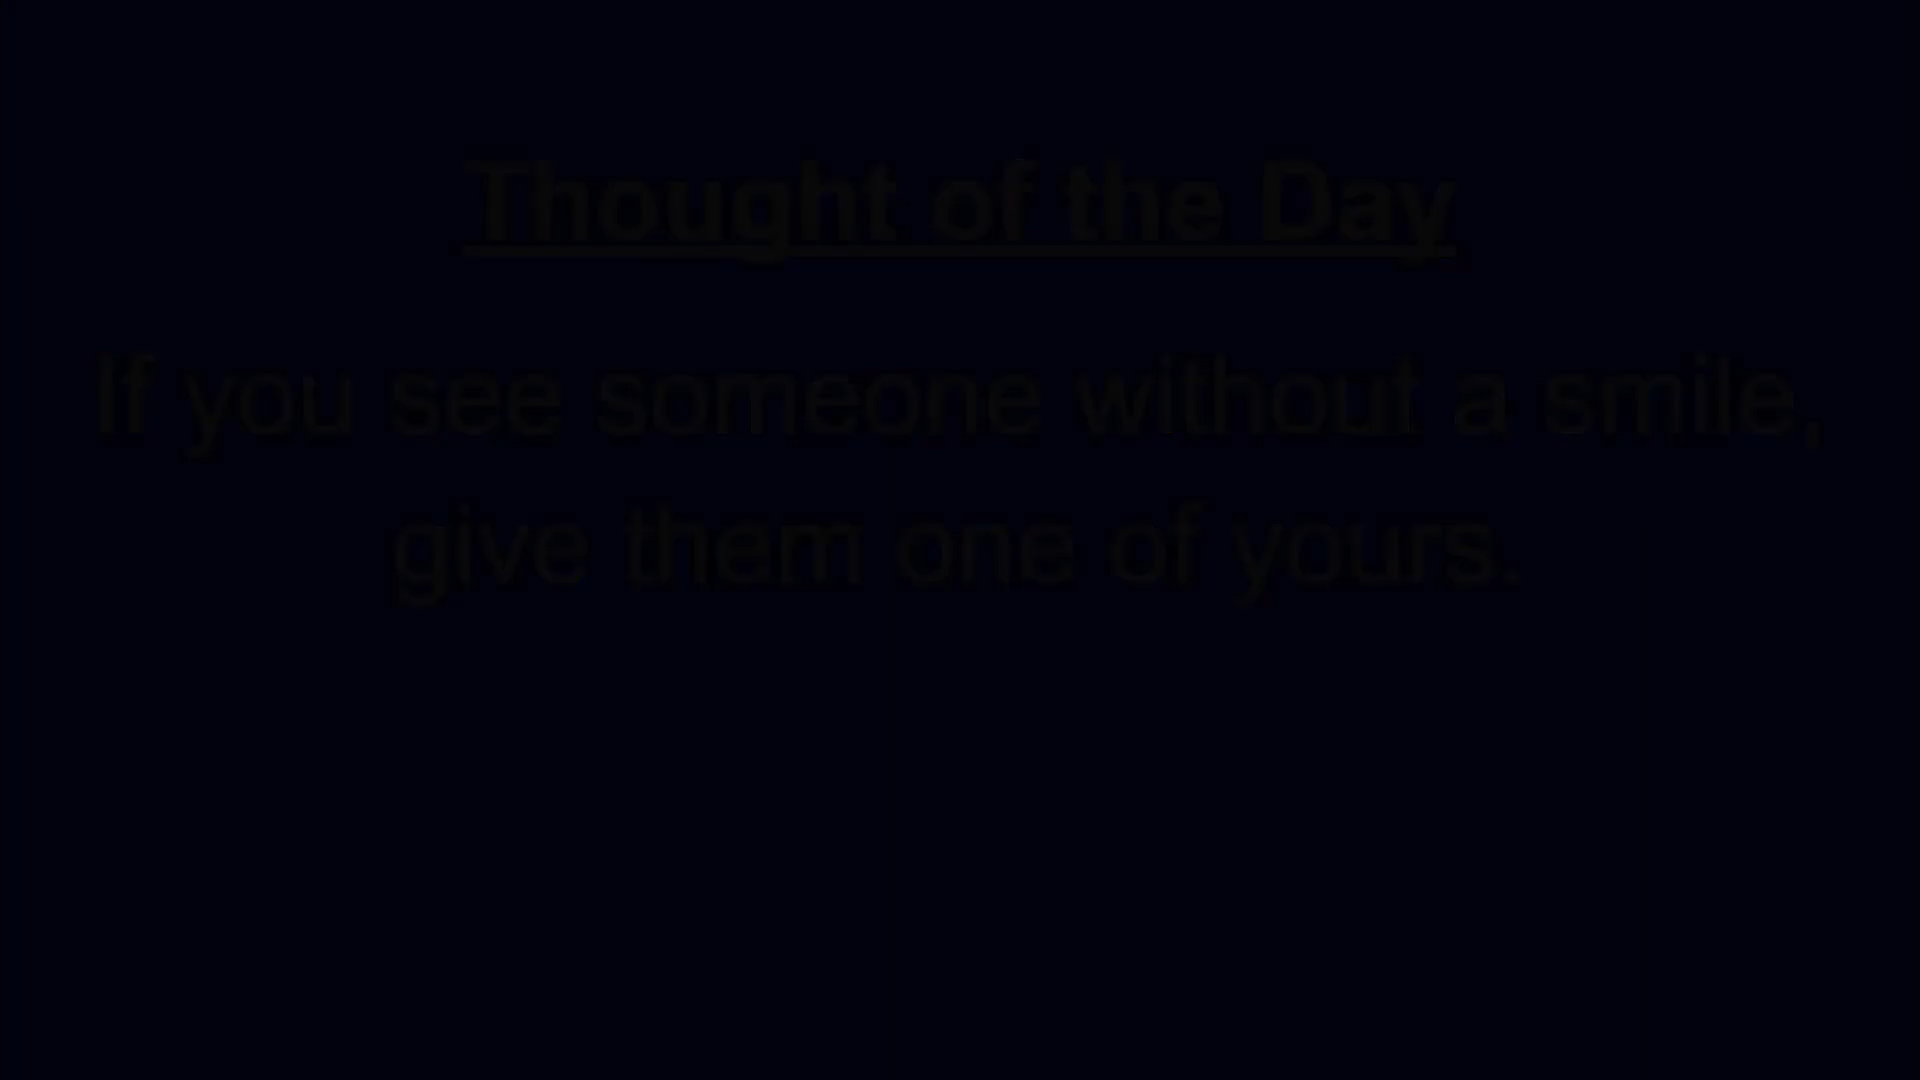 Thought of the Day
If you see someone without a smile,
give them one of yours.